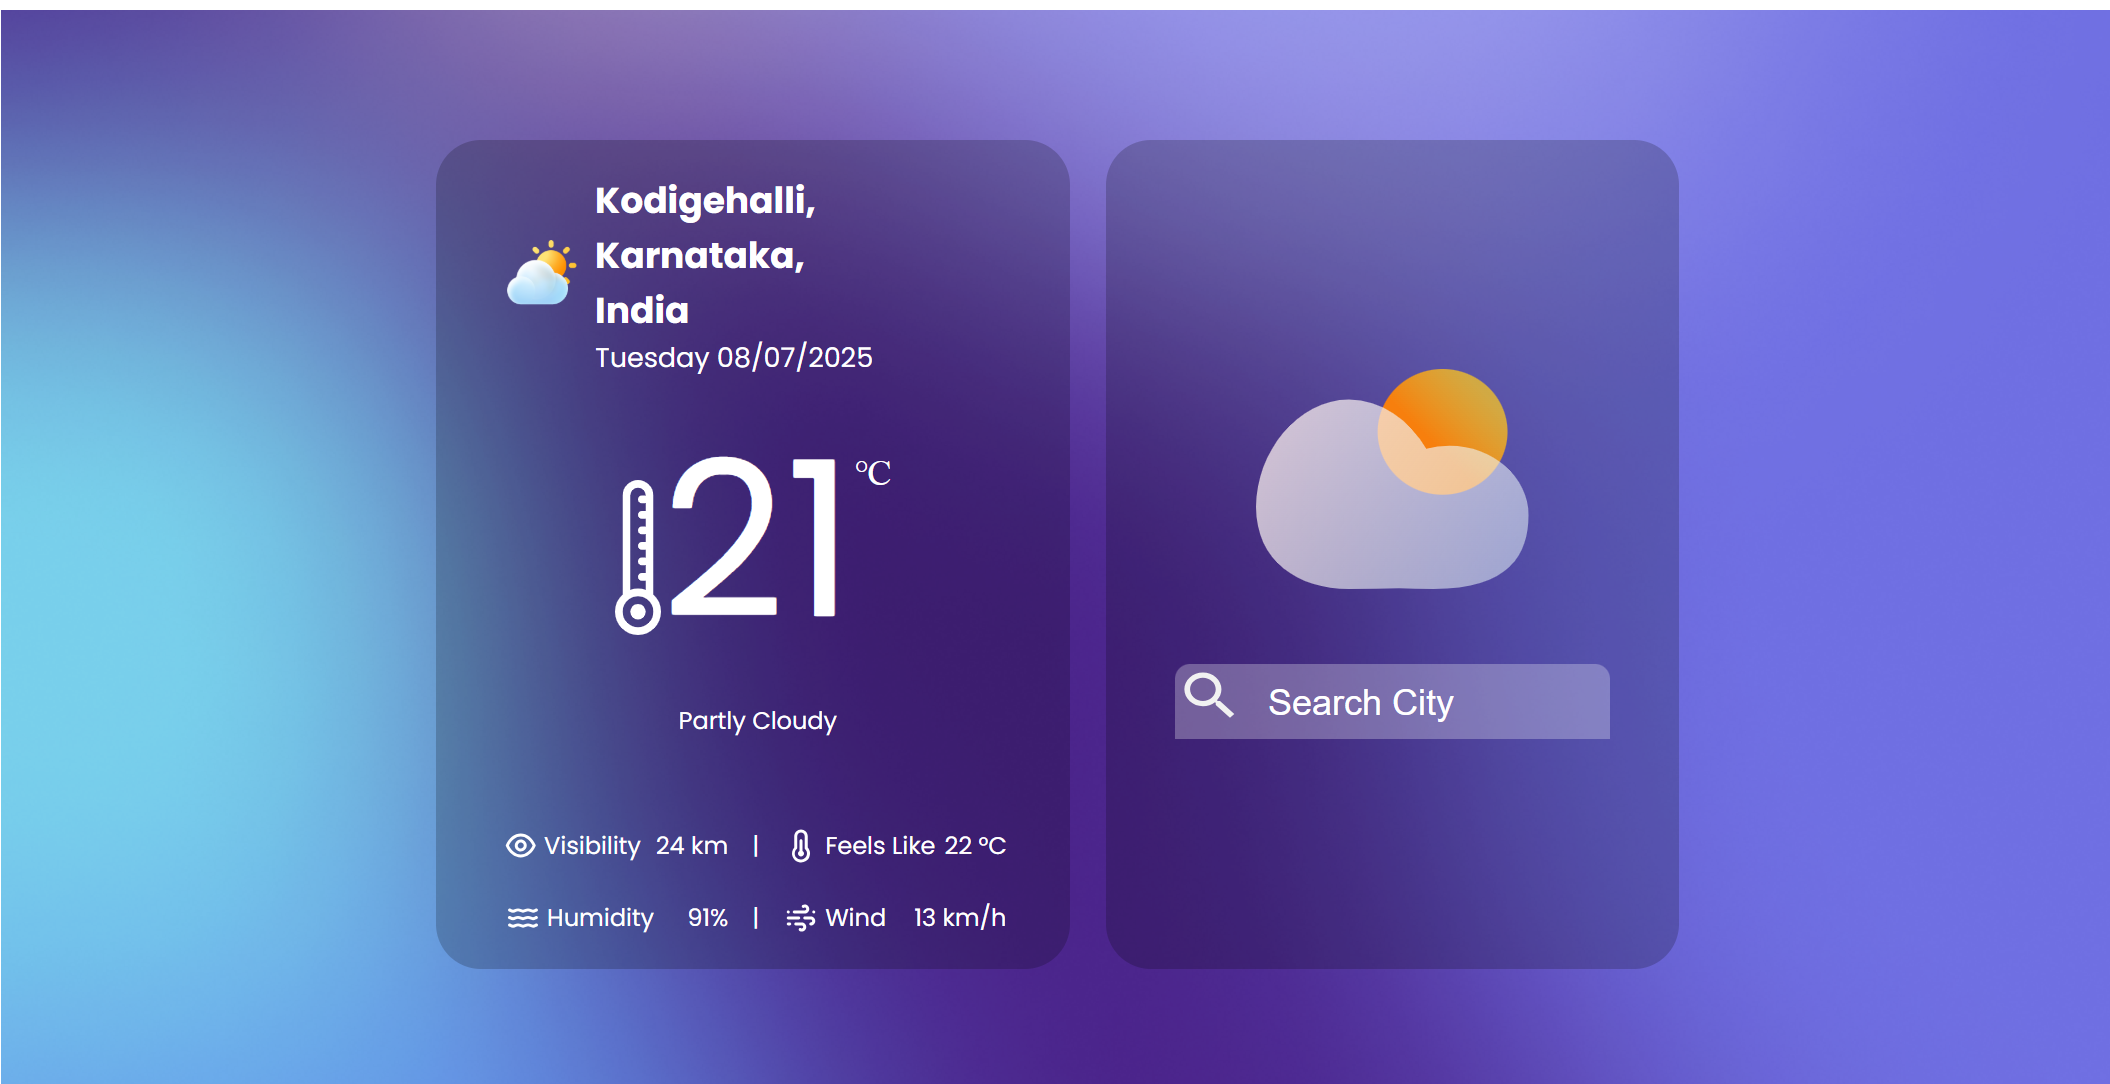 Kodigehalli,
Karnataka,
India
Tuesday 08/07/2025
21 °C
Partly Cloudy
Visibility 24 km | Feels Like 22 °C
Humidity 91% | Wind 13 km/h
Search City